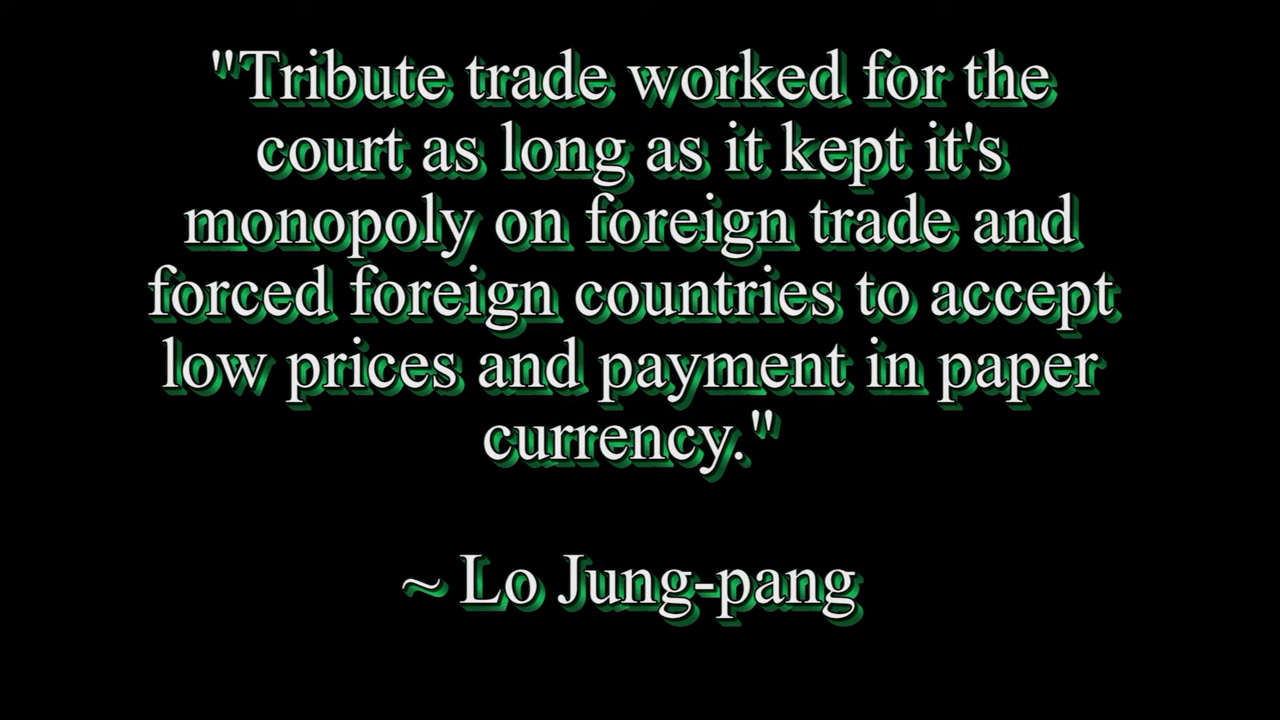 "Tribute trade worked for the
court as long as it kept it's
monopoly on foreign trade and
forced foreign countries to accept
low prices and payment in paper
currency."
~ Lo Jung-pang